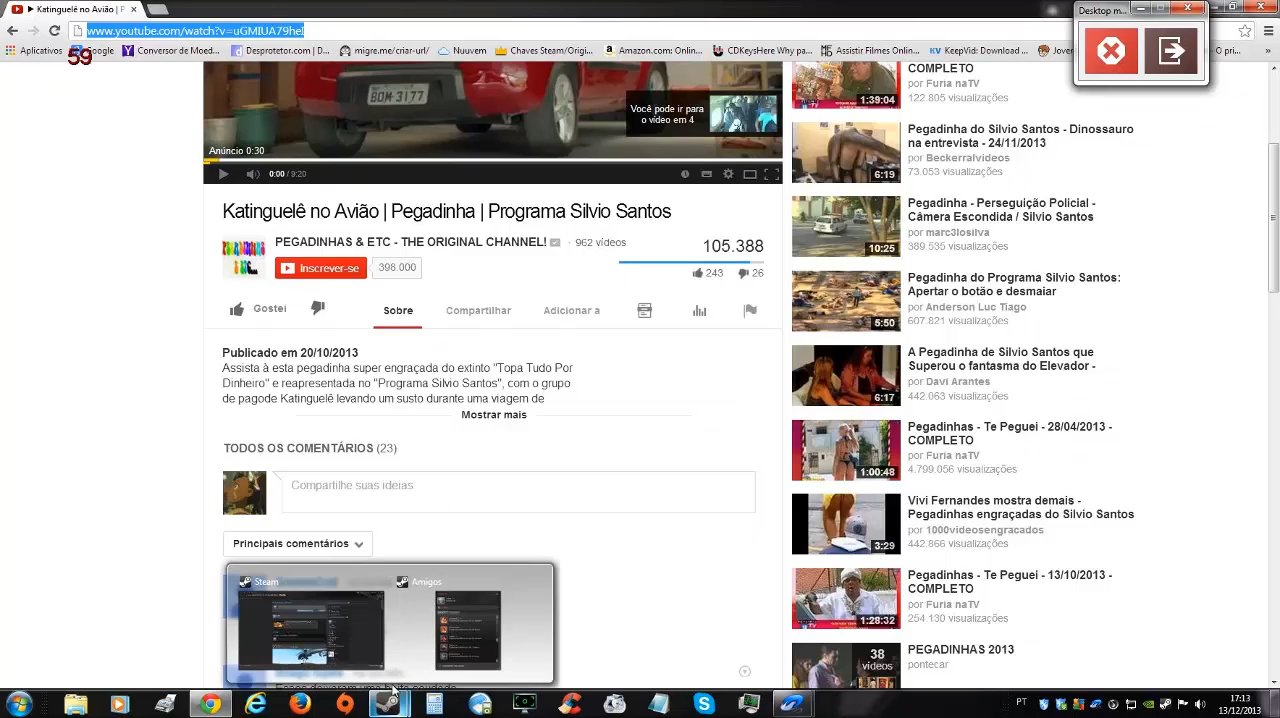 Katinguelê no Avião | P
Desktop m...
www.youtube.com/watch?v=uGMIUA79heI
Aplicativos
Google
Conversor de Moed...
Desprotetor.com: D...
migre.me/criar-url/
Nuuvem
Chaves Steam - Orig...
Amazon.com: Onlin...
CDKeysHere Why pa...
Assistir Filmes Onlin...
KeepVid: Downloa...
Jover
O pri...
»
59
BOM-3177
Você pode ir para
o vídeo em 4
Anúncio 0:30
0:00 / 9:20
Katinguelê no Avião | Pegadinha | Programa Silvio Santos
PEGADINHAS & ETC - THE ORIGINAL CHANNEL!
· 962 vídeos
Inscrever-se
398.000
105.388
243
26
Gostei
Sobre
Compartilhar
Adicionar a
Publicado em 20/10/2013
Assista à esta pegadinha super engraçada do extinto "Topa Tudo Por
Dinheiro" e reapresentada no "Programa Silvio Santos", com o grupo
de pagode Katinguelê levando um susto durante uma viagem de
Mostrar mais
TODOS OS COMENTÁRIOS (23)
Compartilhe suas ideias
Principais comentários
Steam
Amigos
COMPLETO
por Furia naTV
122.805 visualizações
1:39:04
Pegadinha do Silvio Santos - Dinossauro
na entrevista - 24/11/2013
por Beckerralvideos
73.053 visualizações
6:19
Pegadinha - Perseguição Policial -
Câmera Escondida / Silvio Santos
por marc3losilva
389.535 visualizações
10:25
Pegadinha do Programa Silvio Santos:
Apertar o botão e desmaiar
por Anderson Luc Tiago
607.821 visualizações
5:50
A Pegadinha de Silvio Santos que
Superou o fantasma do Elevador -
por Davi Arantes
442.063 visualizações
6:17
Pegadinhas - Te Peguei - 28/04/2013 -
COMPLETO
por Furia naTV
4.799.056 visualizações
1:00:48
Vivi Fernandes mostra demais -
Pegadinhas engraçadas do Silvio Santos
por 1000videosengracados
442.866 visualizações
3:29
Pegadinhas - Te Peguei - 13/10/2013 -
COMPLETO
por Furia naTV
254.130 visualizações
1:28:32
PEGADINHAS 2013
pontecar
38
vídeos
PT
17:13
13/12/2013